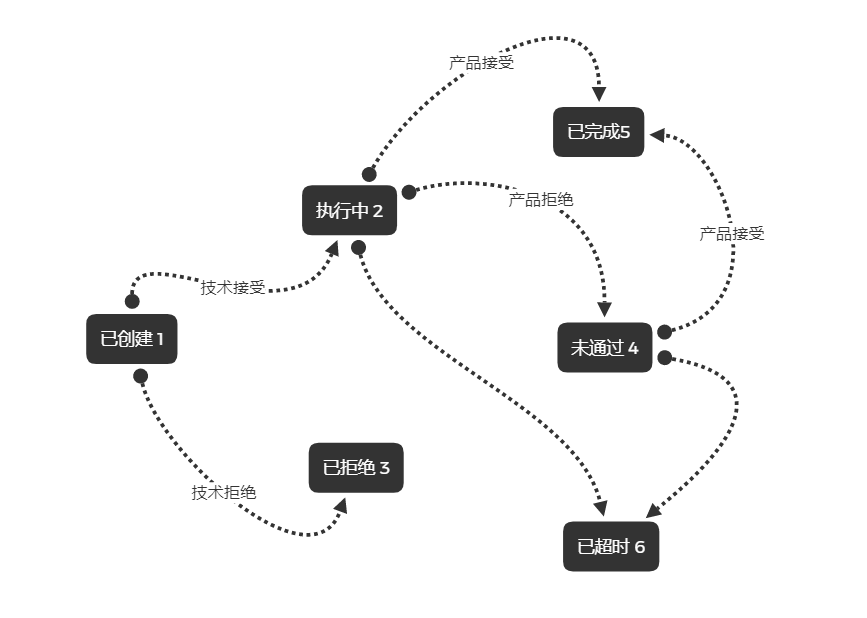 产品接受
已完成5
执行中 2
产品拒绝
产品接受
技术接受
已创建 1
未通过 4
已拒绝 3
技术拒绝
已超时 6